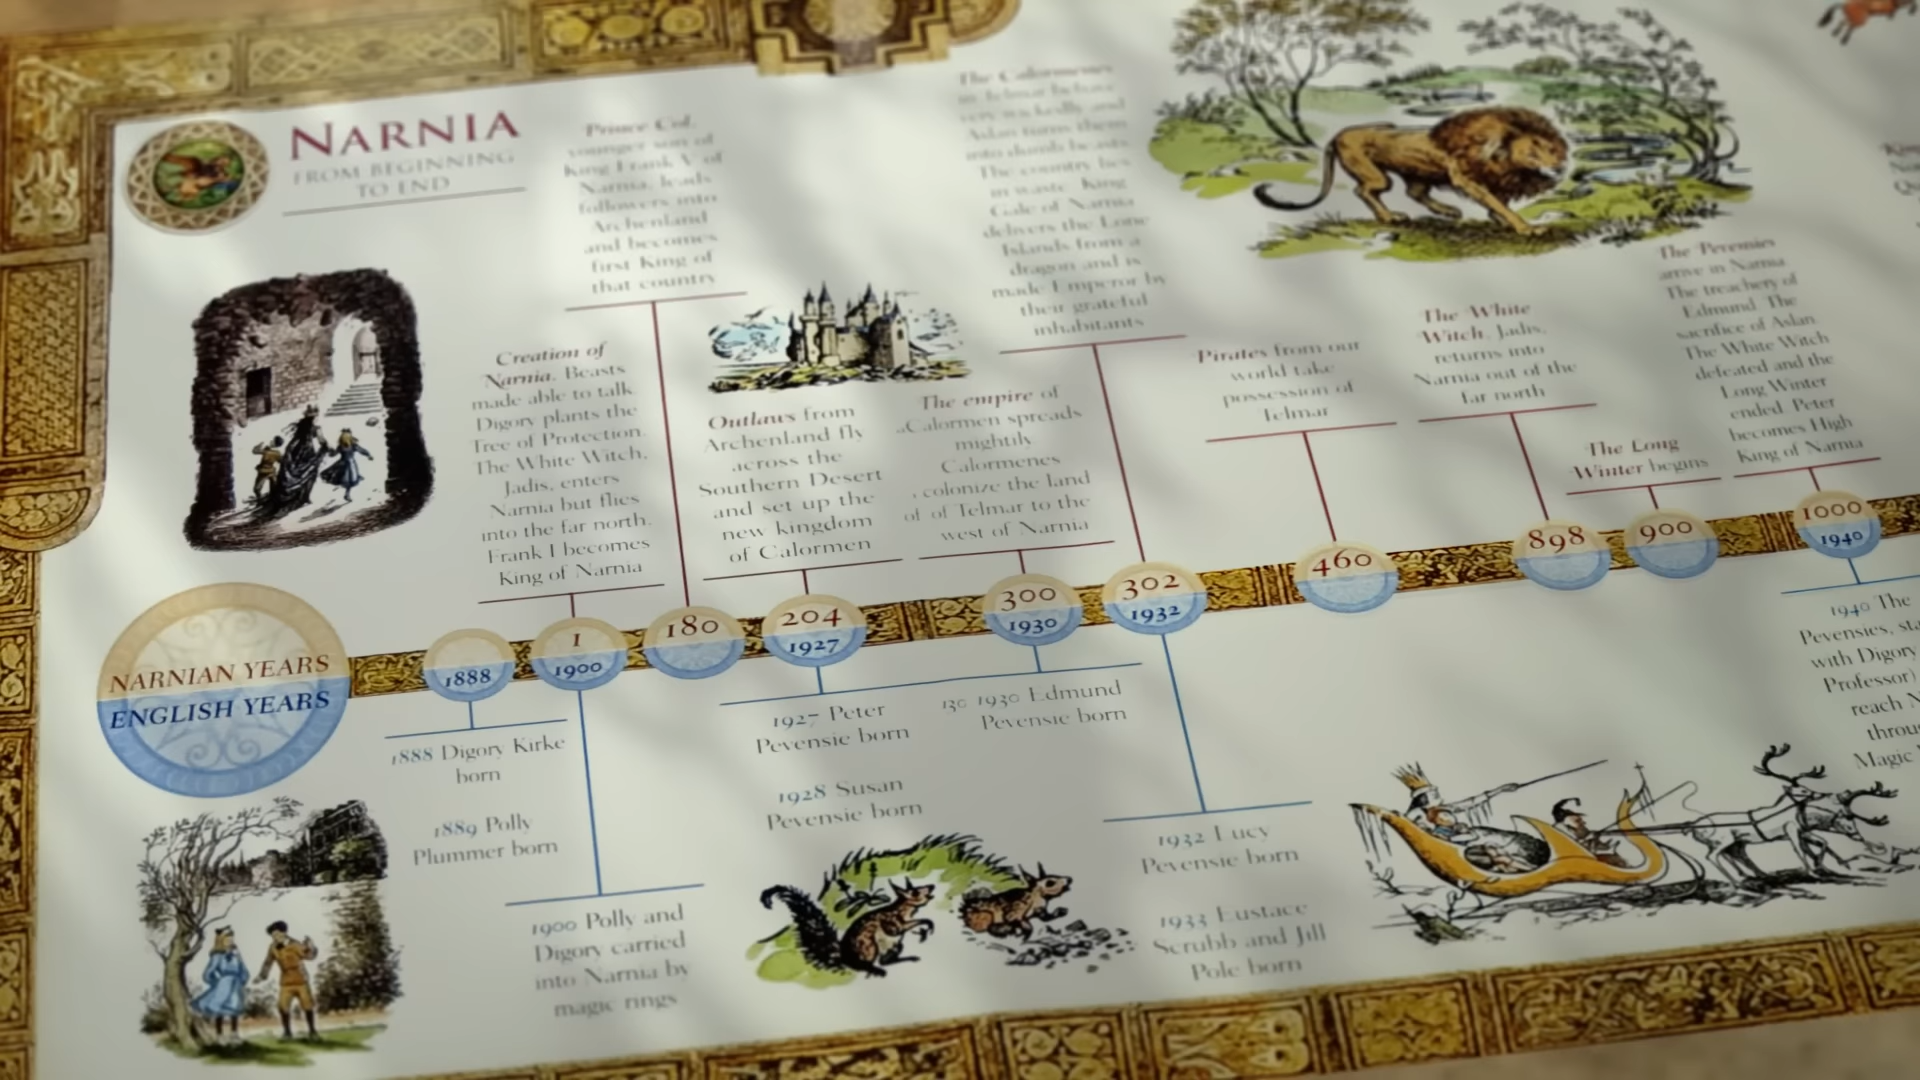 NARNIA
FROM BEGINNING
TO END
Prince Col,
younger son of
King Frank V of
Narnia, leads
followers into
Archenland
and becomes
first King of
that country
Creation of
Narnia. Beasts
made able to talk.
Digory plants the
Tree of Protection.
The White Witch,
Jadis, enters
Narnia but flies
into the far north.
Frank I becomes
King of Narnia
Outlaws from
Archenland fly
across the
Southern Desert
and set up the
new kingdom
of Calormen
The empire of
Calormen spreads
mightily.
Calormenes
colonize the land
of of Telmar to the
west of Narnia
The Calormenes
in Telmar behave
very wickedly and
Aslan turns them
into dumb beasts.
The country lies
in waste. King
Gale of Narnia
delivers the Lone
Islands from a
dragon and is
made Emperor by
their grateful
inhabitants
Pirates from our
world take
possession of
Telmar
The White
Witch, Jadis,
returns into
Narnia out of the
far north
The Long
Winter begins
The Pevensies
arrive in Narnia.
The treachery of
Edmund. The
sacrifice of Aslan.
The White Witch
defeated and the
Long Winter
ended. Peter
becomes High
King of Narnia
NARNIAN YEARS
ENGLISH YEARS
1888
1
1900
180
204
1927
300
1930
302
1932
460
898
900
1000
1940
1888 Digory Kirke
born
1889 Polly
Plummer born
1900 Polly and
Digory carried
into Narnia by
magic rings
1927 Peter
Pevensie born
1928 Susan
Pevensie born
130 1930 Edmund
Pevensie born
1932 Lucy
Pevensie born
1933 Eustace
Scrubb and Jill
Pole born
1940 The
Pevensies, sta
with Digory
Professor)
reach N
throu
Magic